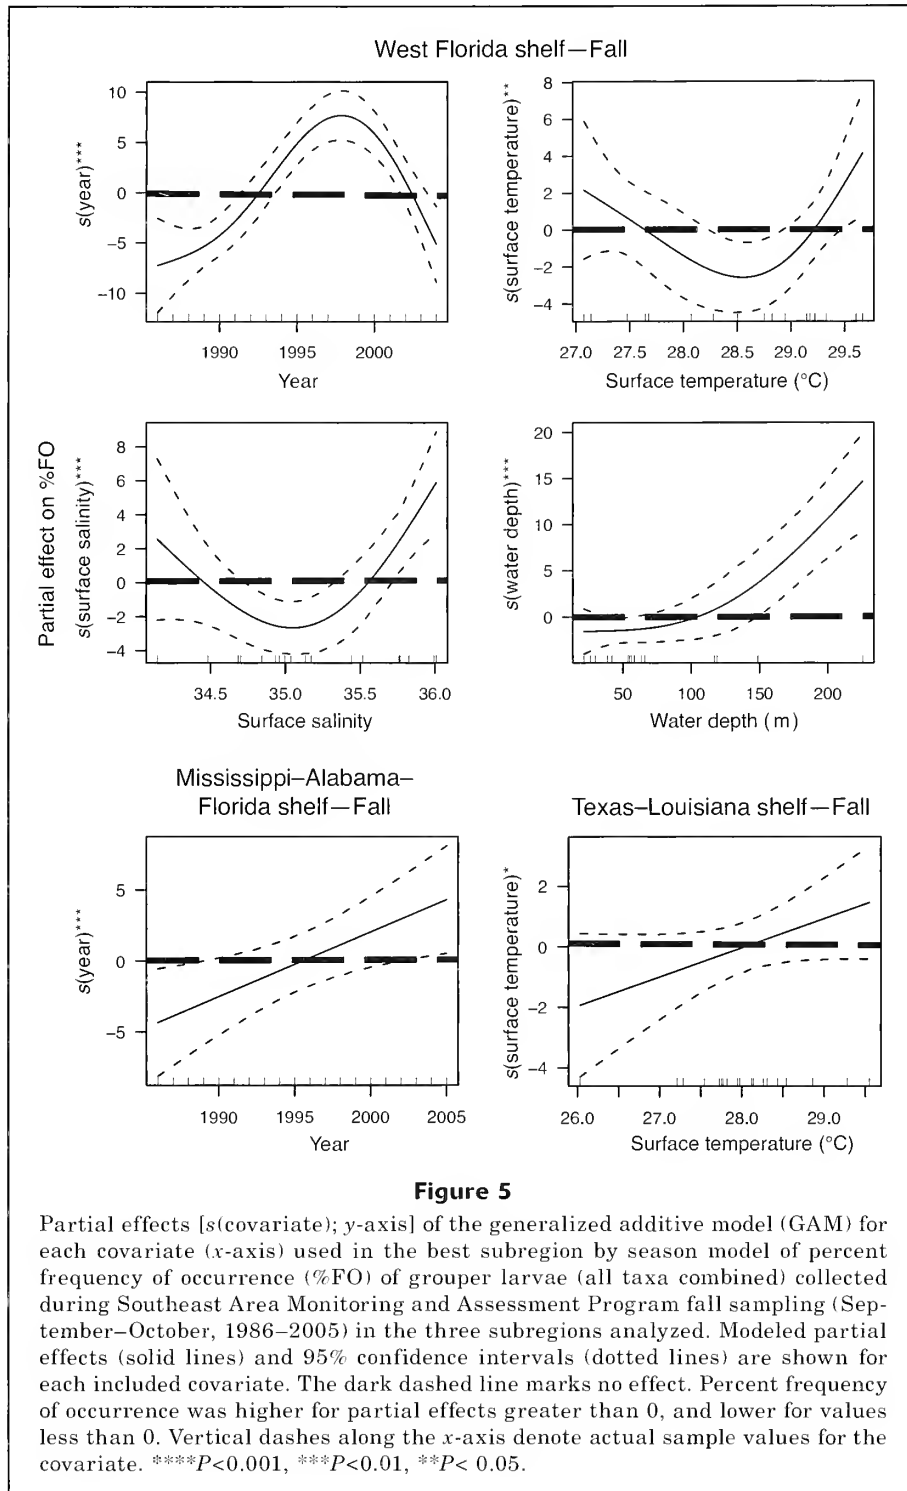 West Florida shelf—Fall
10
5
0
−5
−10
s(year)***
1990 1995 2000
Year
8
6
4
2
0
−2
−4
s(surface temperature)**
27.0 27.5 28.0 28.5 29.0 29.5
Surface temperature (°C)
Partial effect on %FO
8
6
4
2
0
−2
−4
s(surface salinity)***
34.5 35.0 35.5 36.0
Surface salinity
20
15
10
5
0
s(water depth)***
50 100 150 200
Water depth (m)
Mississippi–Alabama–
Florida shelf—Fall
5
0
−5
s(year)***
1990 1995 2000 2005
Year
Texas–Louisiana shelf—Fall
2
0
−2
−4
s(surface temperature)*
26.0 27.0 28.0 29.0
Surface temperature (°C)
Figure 5
Partial effects [s(covariate); y-axis] of the generalized additive model (GAM) for
each covariate (x-axis) used in the best subregion by season model of percent
frequency of occurrence (%FO) of grouper larvae (all taxa combined) collected
during Southeast Area Monitoring and Assessment Program fall sampling (Sep-
tember–October, 1986–2005) in the three subregions analyzed. Modeled partial
effects (solid lines) and 95% confidence intervals (dotted lines) are shown for
each included covariate. The dark dashed line marks no effect. Percent frequency
of occurrence was higher for partial effects greater than 0, and lower for values
less than 0. Vertical dashes along the x-axis denote actual sample values for the
covariate. ****P<0.001, ***P<0.01, **P< 0.05.